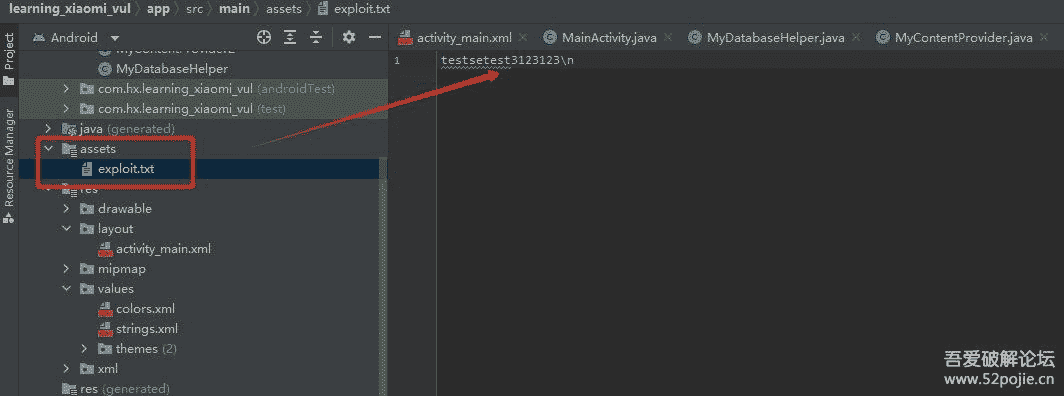 learning_xiaomi_vul › app › src › main › assets › exploit.txt
Project
Resource Manager
Android
activity_main.xml
MainActivity.java
MyDatabaseHelper.java
MyContentProvider.java
MyDatabaseHelper
com.hx.learning_xiaomi_vul (androidTest)
com.hx.learning_xiaomi_vul (test)
java (generated)
assets
exploit.txt
res
drawable
layout
activity_main.xml
mipmap
values
colors.xml
strings.xml
themes (2)
xml
res (generated)
1
testsetest3123123\n
吾爱破解论坛
www.52pojie.cn